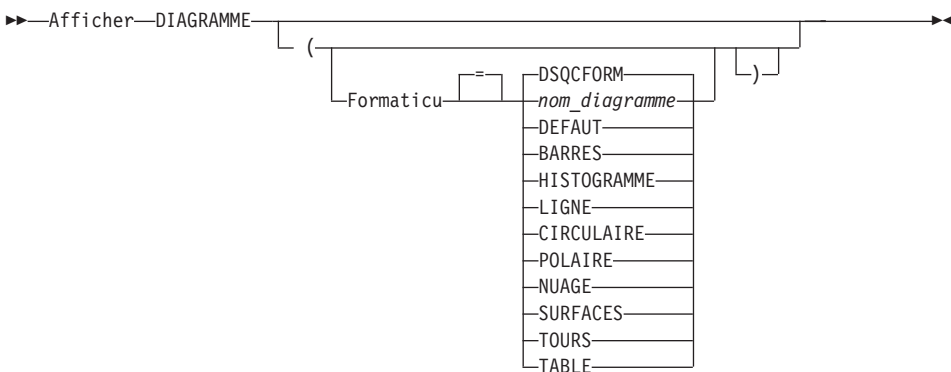 Afficher DIAGRAMME
(
)
Formaticu = DSQCFORM
nom_diagramme
DEFAUT
BARRES
HISTOGRAMME
LIGNE
CIRCULAIRE
POLAIRE
NUAGE
SURFACES
TOURS
TABLE